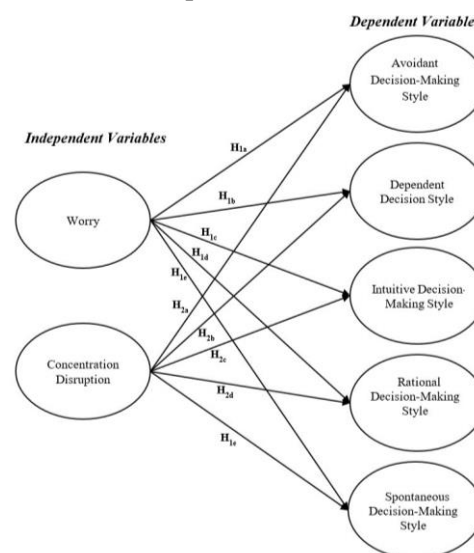 Dependent Variable
Avoidant
Decision-Making
Style
Independent Variables
H1a
Dependent
Decision Style
Worry
H1b
H1c
H1d
H1e
Intuitive Decision-
Making Style
H2a
H2b
H2c
Concentration
Disruption
H2d
Rational
Decision-Making
Style
H1e
Spontaneous
Decision-Making
Style